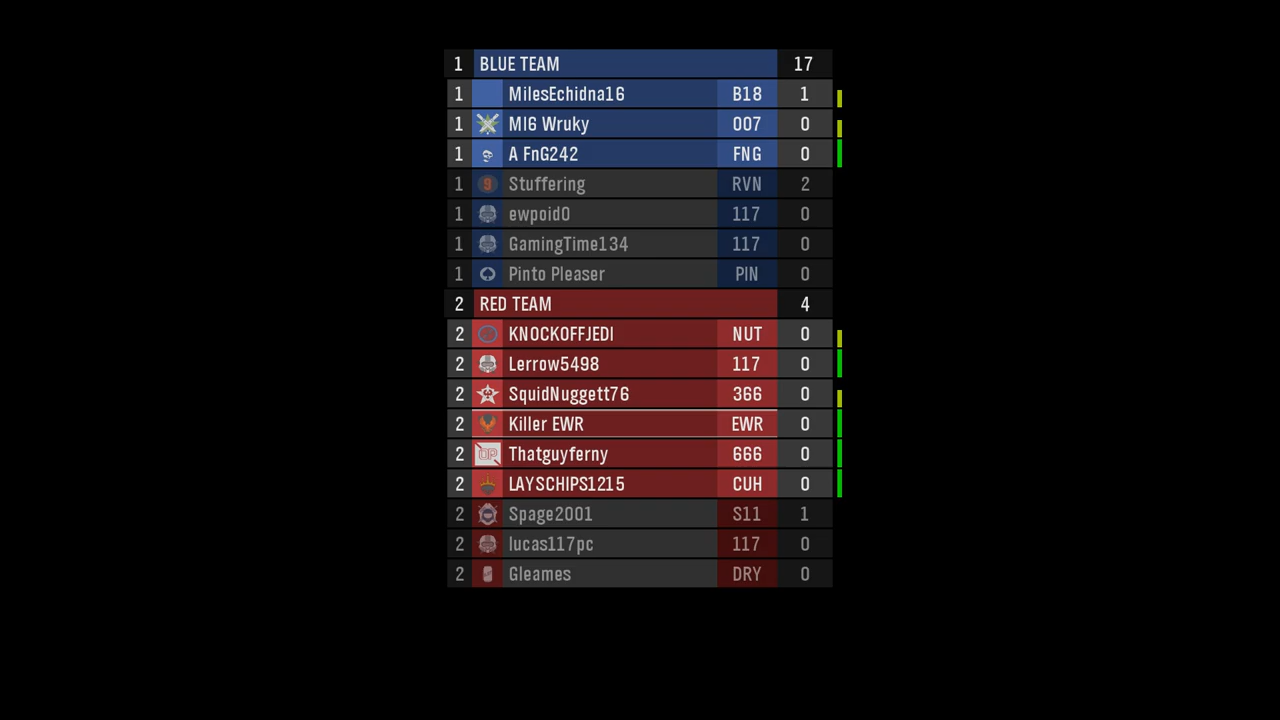 1 BLUE TEAM 17
1 MilesEchidna16 B18 1
1 MI6 Wruky 007 0
1 A FnG242 FNG 0
1 9 Stuffering RVN 2
1 ewpoid0 117 0
1 GamingTime134 117 0
1 Pinto Pleaser PIN 0
2 RED TEAM 4
2 KNOCKOFFJEDI NUT 0
2 Lerrow5498 117 0
2 SquidNuggett76 366 0
2 Killer EWR EWR 0
2 OP Thatguyferny 666 0
2 LAYSCHIPS1215 CUH 0
2 Spage2001 S11 1
2 lucas117pc 117 0
2 Gleames DRY 0